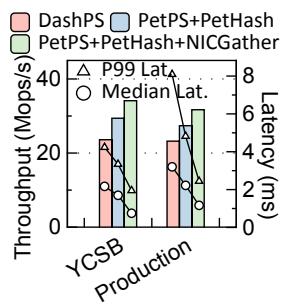 DashPS PetPS+PetHash
PetPS+PetHash+NICGather
Throughput (Mops/s)
40
20
0
P99 Lat.
Median Lat.
8
6
4
2
0
Latency (ms)
YCSB
Production